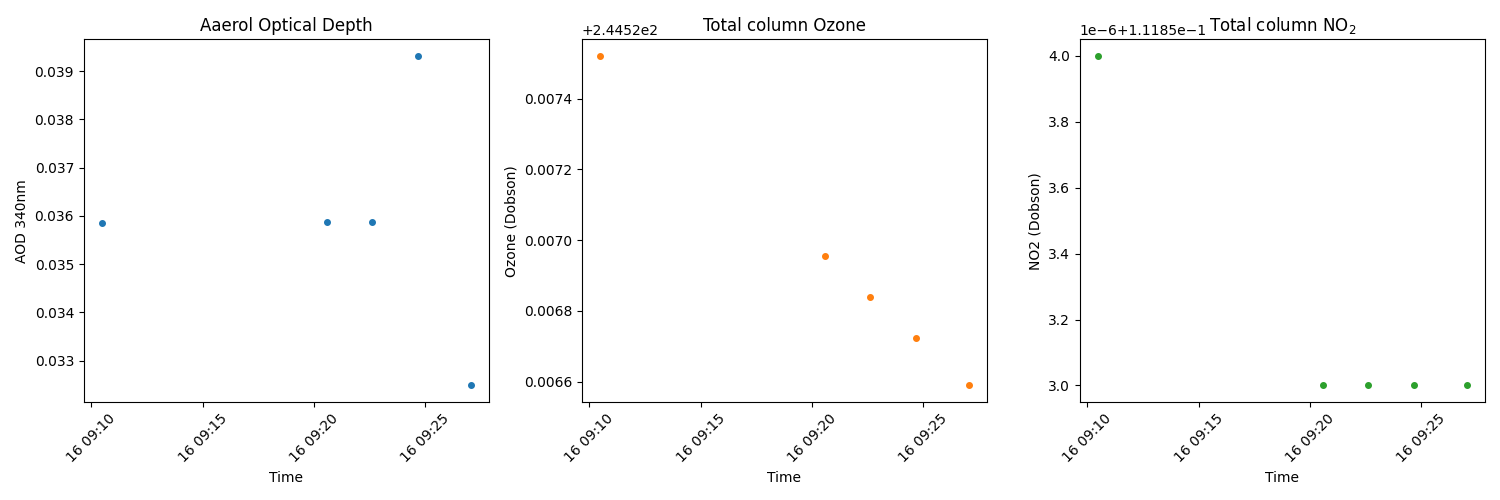 Aaerol Optical Depth
AOD 340nm
0.039
0.038
0.037
0.036
0.035
0.034
0.033
16 09:10
16 09:15
16 09:20
16 09:25
Time
Total column Ozone
+2.4452e2
Ozone (Dobson)
0.0074
0.0072
0.0070
0.0068
0.0066
16 09:10
16 09:15
16 09:20
16 09:25
Time
Total column NO₂
1e-6+1.1185e-1
NO2 (Dobson)
4.0
3.8
3.6
3.4
3.2
3.0
16 09:10
16 09:15
16 09:20
16 09:25
Time